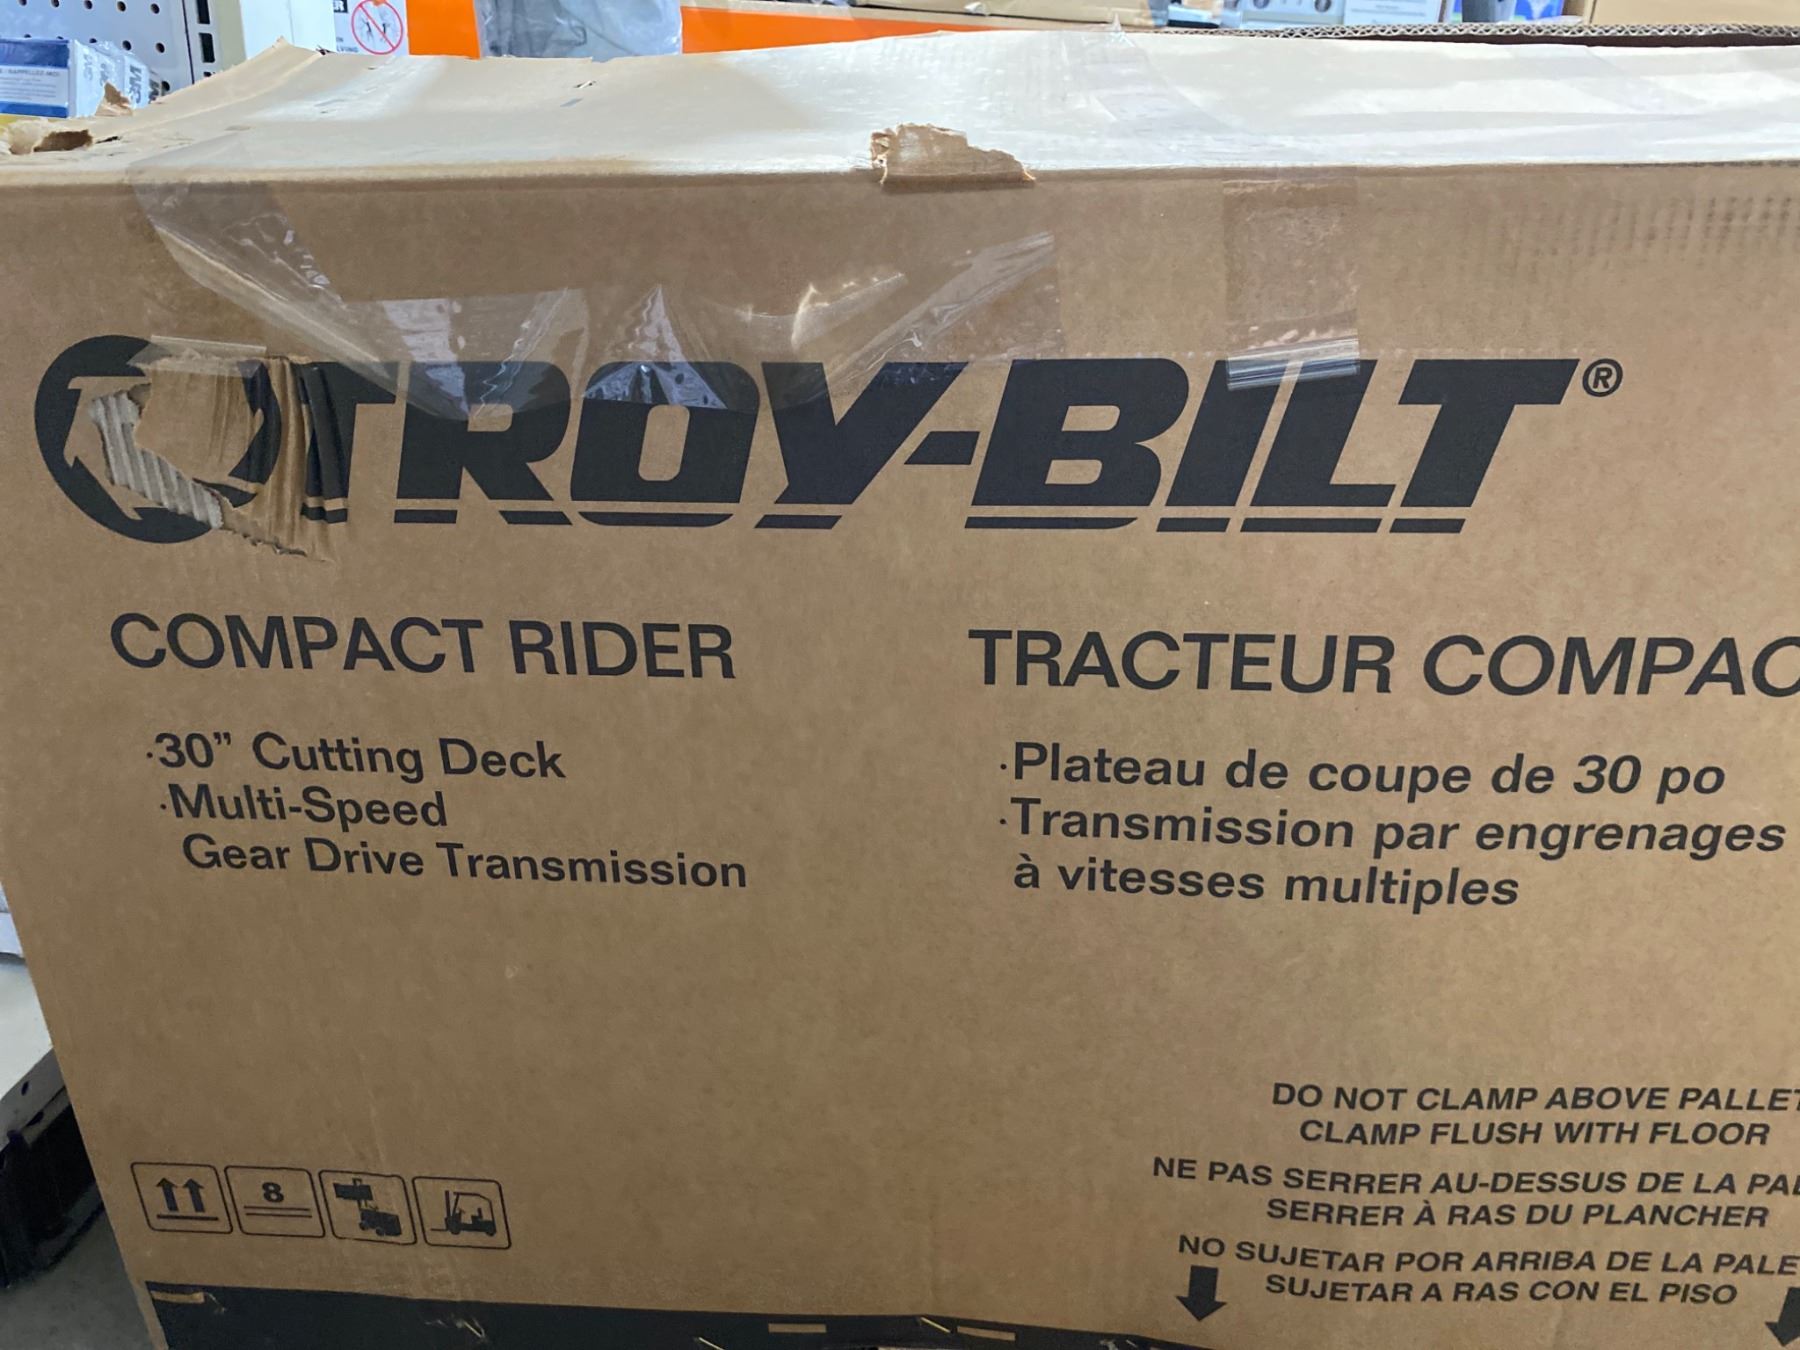 3M
3M
TROY-BILT®
COMPACT RIDER
·30” Cutting Deck
·Multi-Speed
Gear Drive Transmission
TRACTEUR COMPAC
·Plateau de coupe de 30 po
·Transmission par engrenages
à vitesses multiples
8
DO NOT CLAMP ABOVE PALLET
CLAMP FLUSH WITH FLOOR
NE PAS SERRER AU-DESSUS DE LA PAL
SERRER À RAS DU PLANCHER
NO SUJETAR POR ARRIBA DE LA PALE
SUJETAR A RAS CON EL PISO